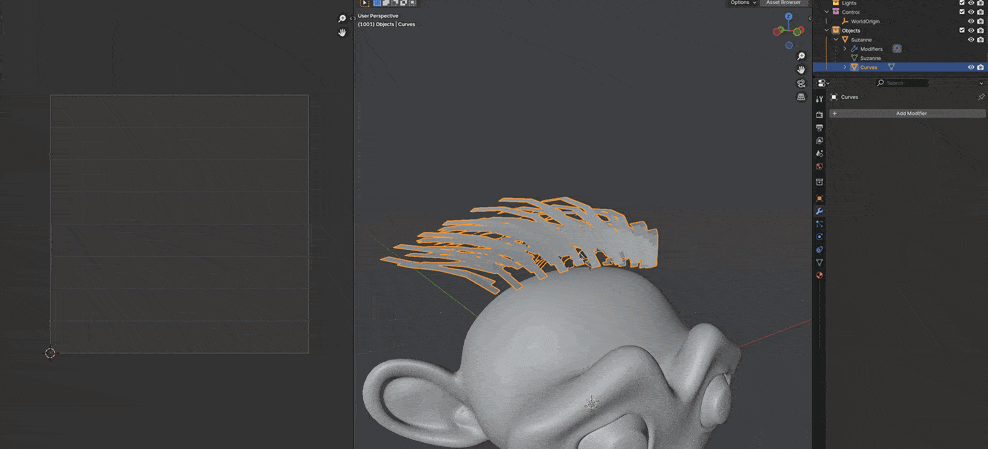 Options
Asset Browser
User Perspective
(1001) Objects | Curves
Lights
Control
WorldOrigin
Objects
Suzanne
Modifiers
Suzanne
Curves
Search
Curves
Add Modifier